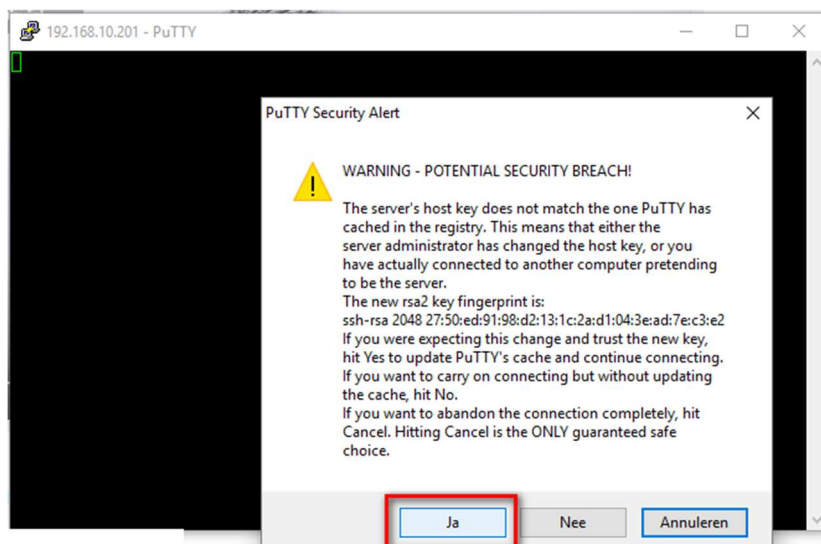 192.168.10.201 - PuTTY
PuTTY Security Alert
WARNING - POTENTIAL SECURITY BREACH!
The server's host key does not match the one PuTTY has
cached in the registry. This means that either the
server administrator has changed the host key, or you
have actually connected to another computer pretending
to be the server.
The new rsa2 key fingerprint is:
ssh-rsa 2048 27:50:ed:91:98:d2:13:1c:2a:d1:04:3e:ad:7e:c3:e2
If you were expecting this change and trust the new key,
hit Yes to update PuTTY's cache and continue connecting.
If you want to carry on connecting but without updating
the cache, hit No.
If you want to abandon the connection completely, hit
Cancel. Hitting Cancel is the ONLY guaranteed safe
choice.
Ja Nee Annuleren